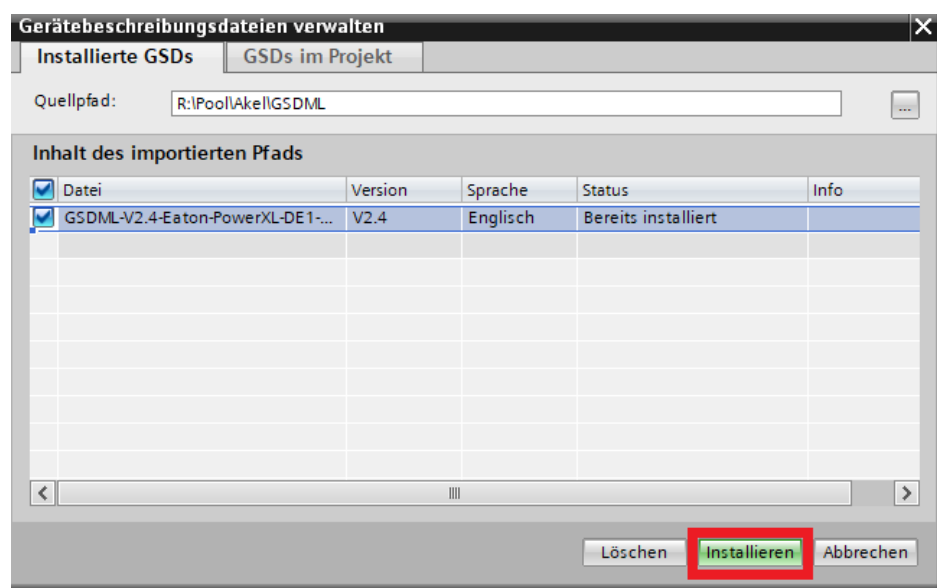 Gerätebeschreibungsdateien verwalten
Installierte GSDs GSDs im Projekt
Quellpfad: R:\Pool\Akel\GSDML ...
Inhalt des importierten Pfads
Datei Version Sprache Status Info
GSDML-V2.4-Eaton-PowerXL-DE1-... V2.4 Englisch Bereits installiert
Löschen Installieren Abbrechen